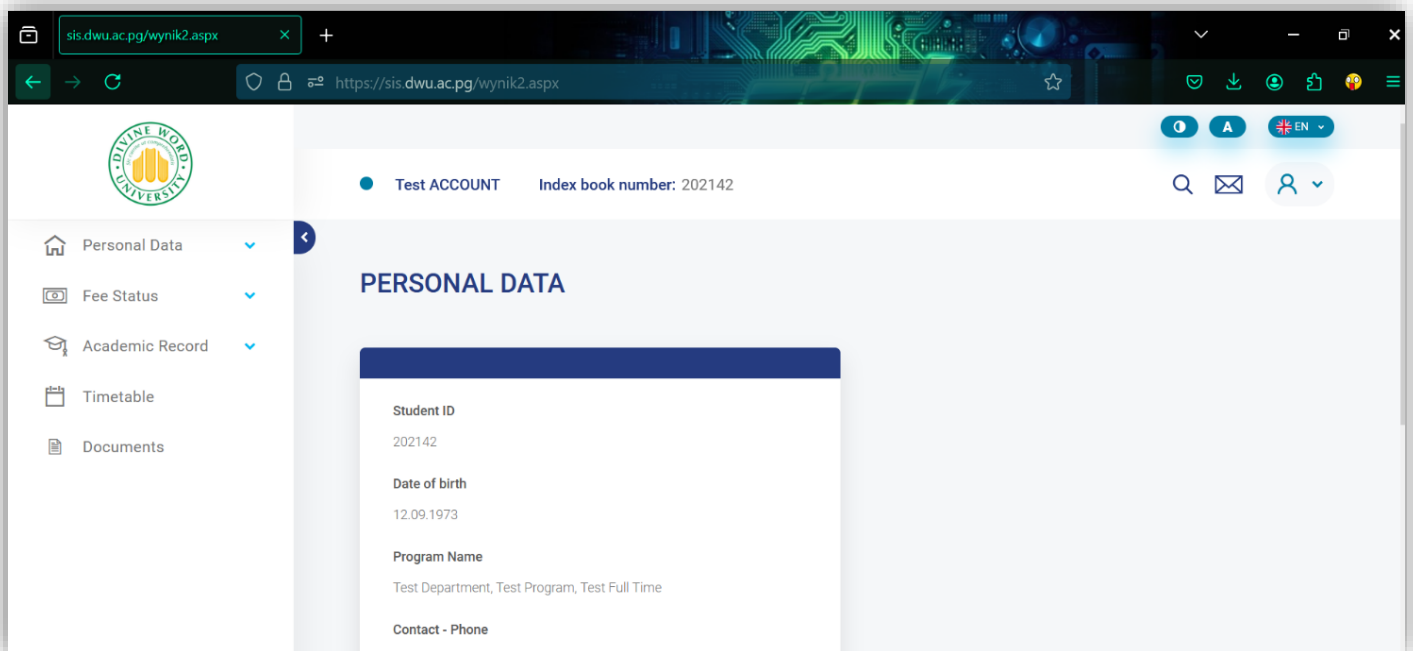 sis.dwu.ac.pg/wynik2.aspx
https://sis.dwu.ac.pg/wynik2.aspx
DIVINE WORD
UNIVERSITY
A
EN
Test ACCOUNT Index book number: 202142
Personal Data
Fee Status
Academic Record
Timetable
Documents
PERSONAL DATA
Student ID
202142
Date of birth
12.09.1973
Program Name
Test Department, Test Program, Test Full Time
Contact - Phone